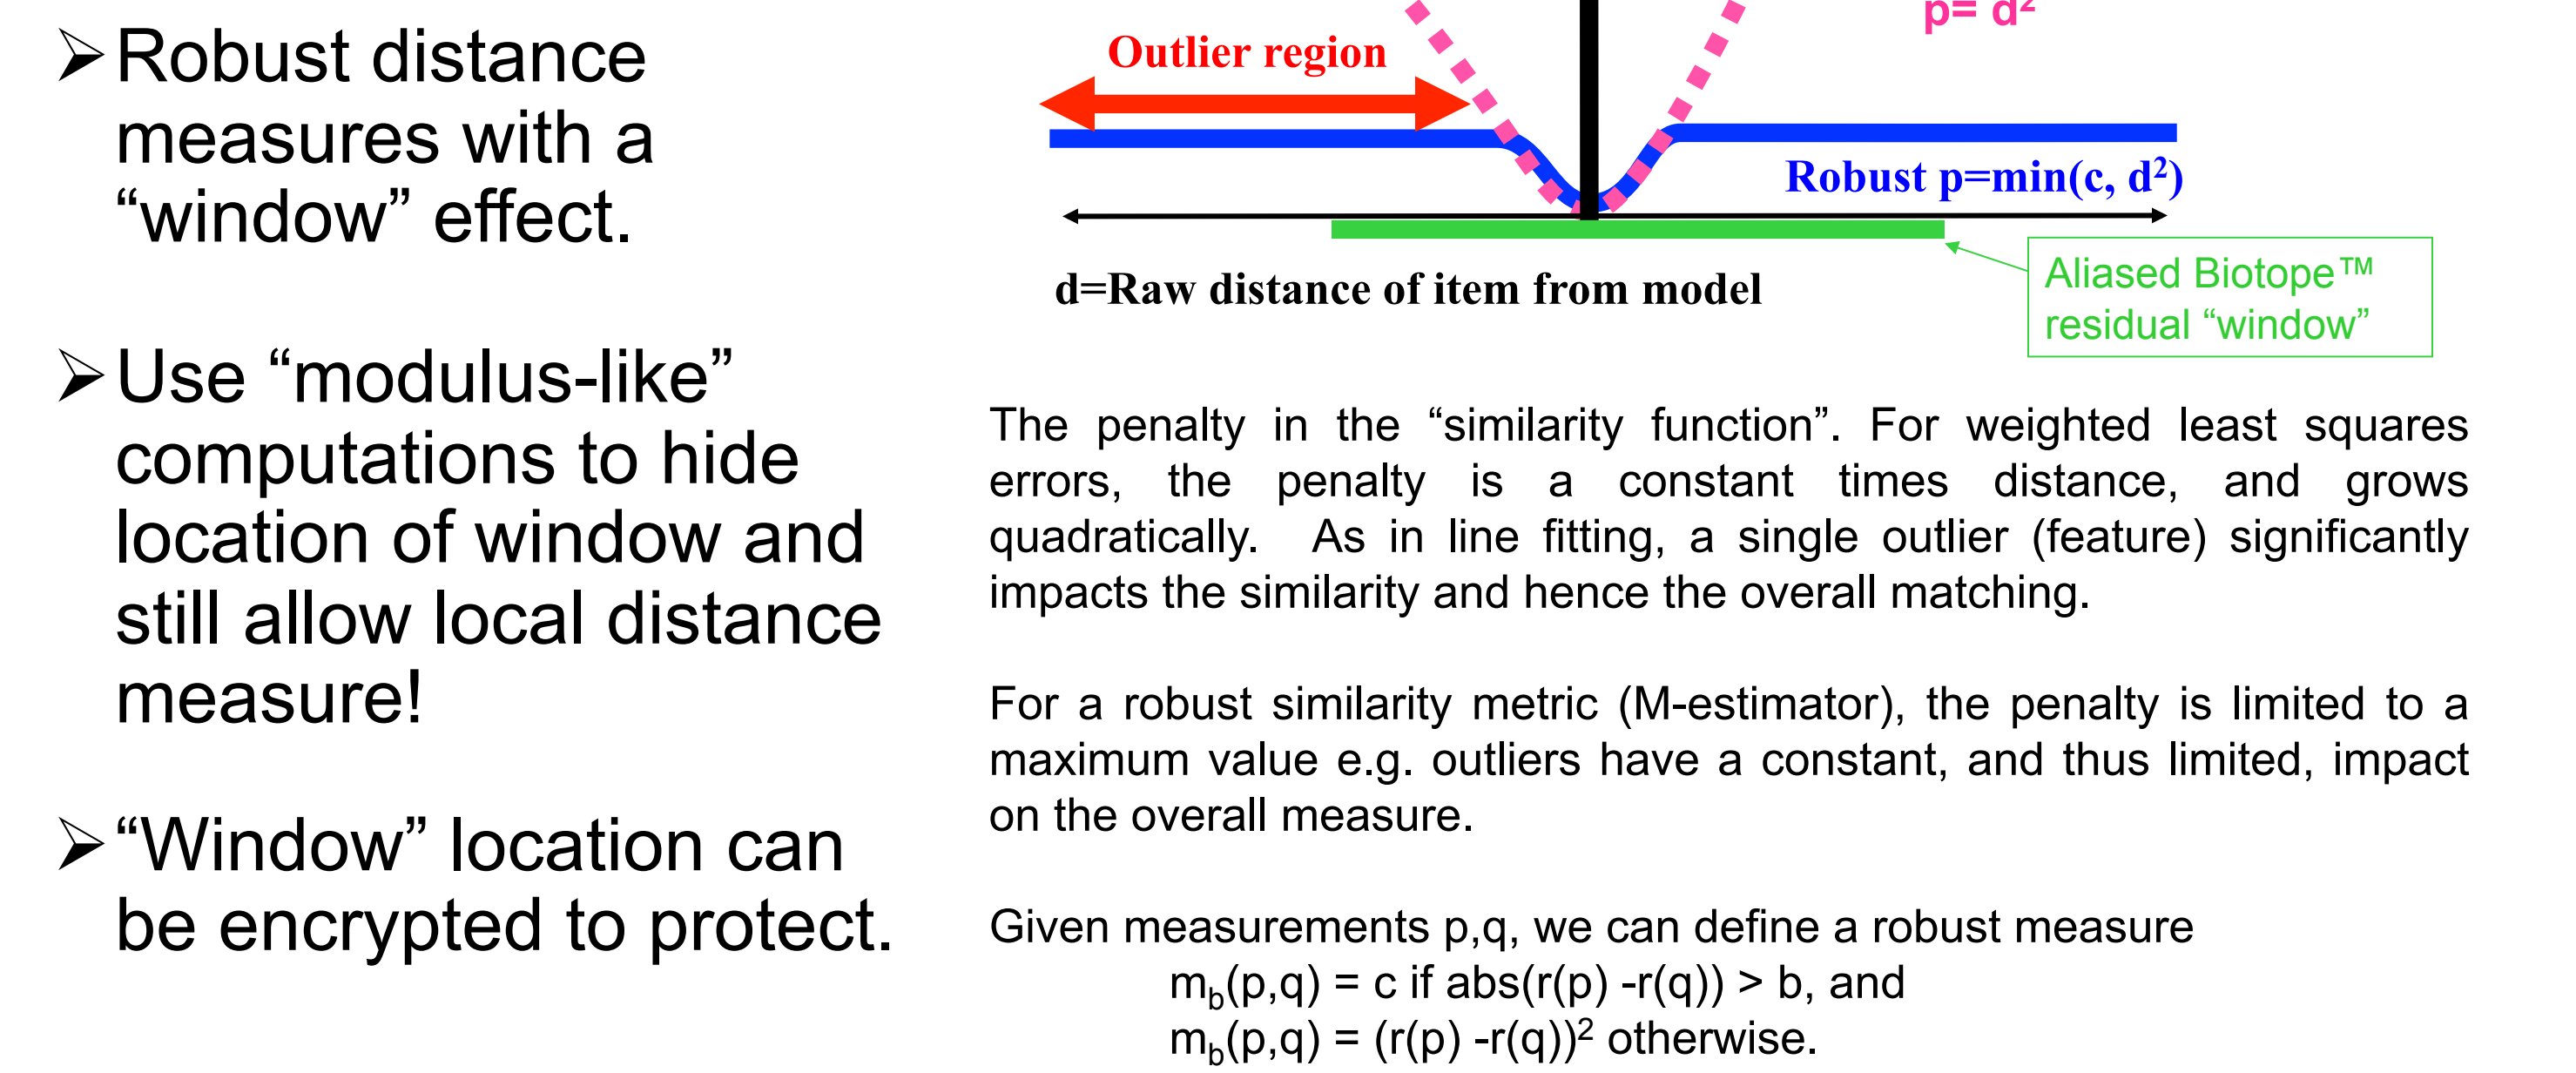 ➢Robust distance
measures with a
“window” effect.
➢Use “modulus-like”
computations to hide
location of window and
still allow local distance
measure!
➢“Window” location can
be encrypted to protect.
p= d²
Outlier region
Robust p=min(c, d²)
d=Raw distance of item from model
Aliased Biotope™
residual “window”
The penalty in the “similarity function”. For weighted least squares
errors, the penalty is a constant times distance, and grows
quadratically. As in line fitting, a single outlier (feature) significantly
impacts the similarity and hence the overall matching.
For a robust similarity metric (M-estimator), the penalty is limited to a
maximum value e.g. outliers have a constant, and thus limited, impact
on the overall measure.
Given measurements p,q, we can define a robust measure
m_b(p,q) = c if abs(r(p) -r(q)) > b, and
m_b(p,q) = (r(p) -r(q))² otherwise.